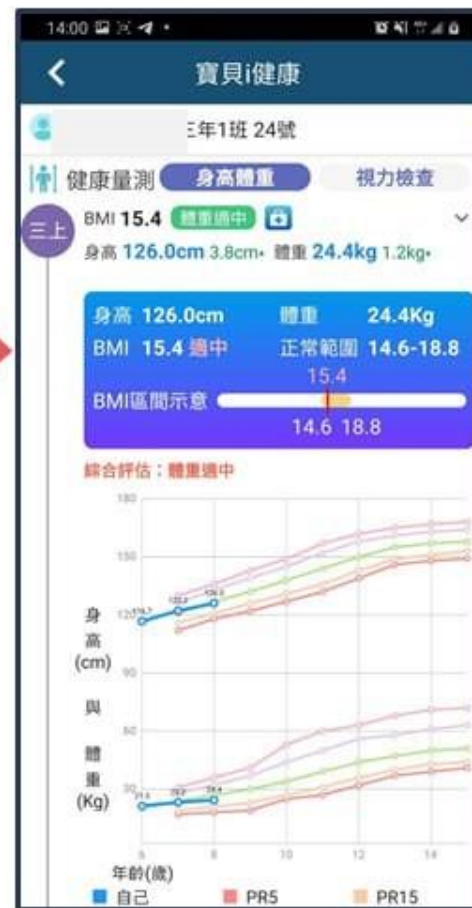 14:00
寶貝i健康
三年1班 24號
健康量測 身高體重 視力檢查
三上
BMI 15.4 體重適中
身高 126.0cm 3.8cm 體重 24.4kg 1.2kg
身高 126.0cm 體重 24.4Kg
BMI 15.4 適中 正常範圍 14.6-18.8
15.4
BMI區間示意
14.6 18.8
綜合評估：體重適中
180
150
126.0
120
身高
(cm)
90
與
60
體重
(Kg)
30
24.4
6 8 10 12 14
年齡(歲)
自己 PR5 PR15